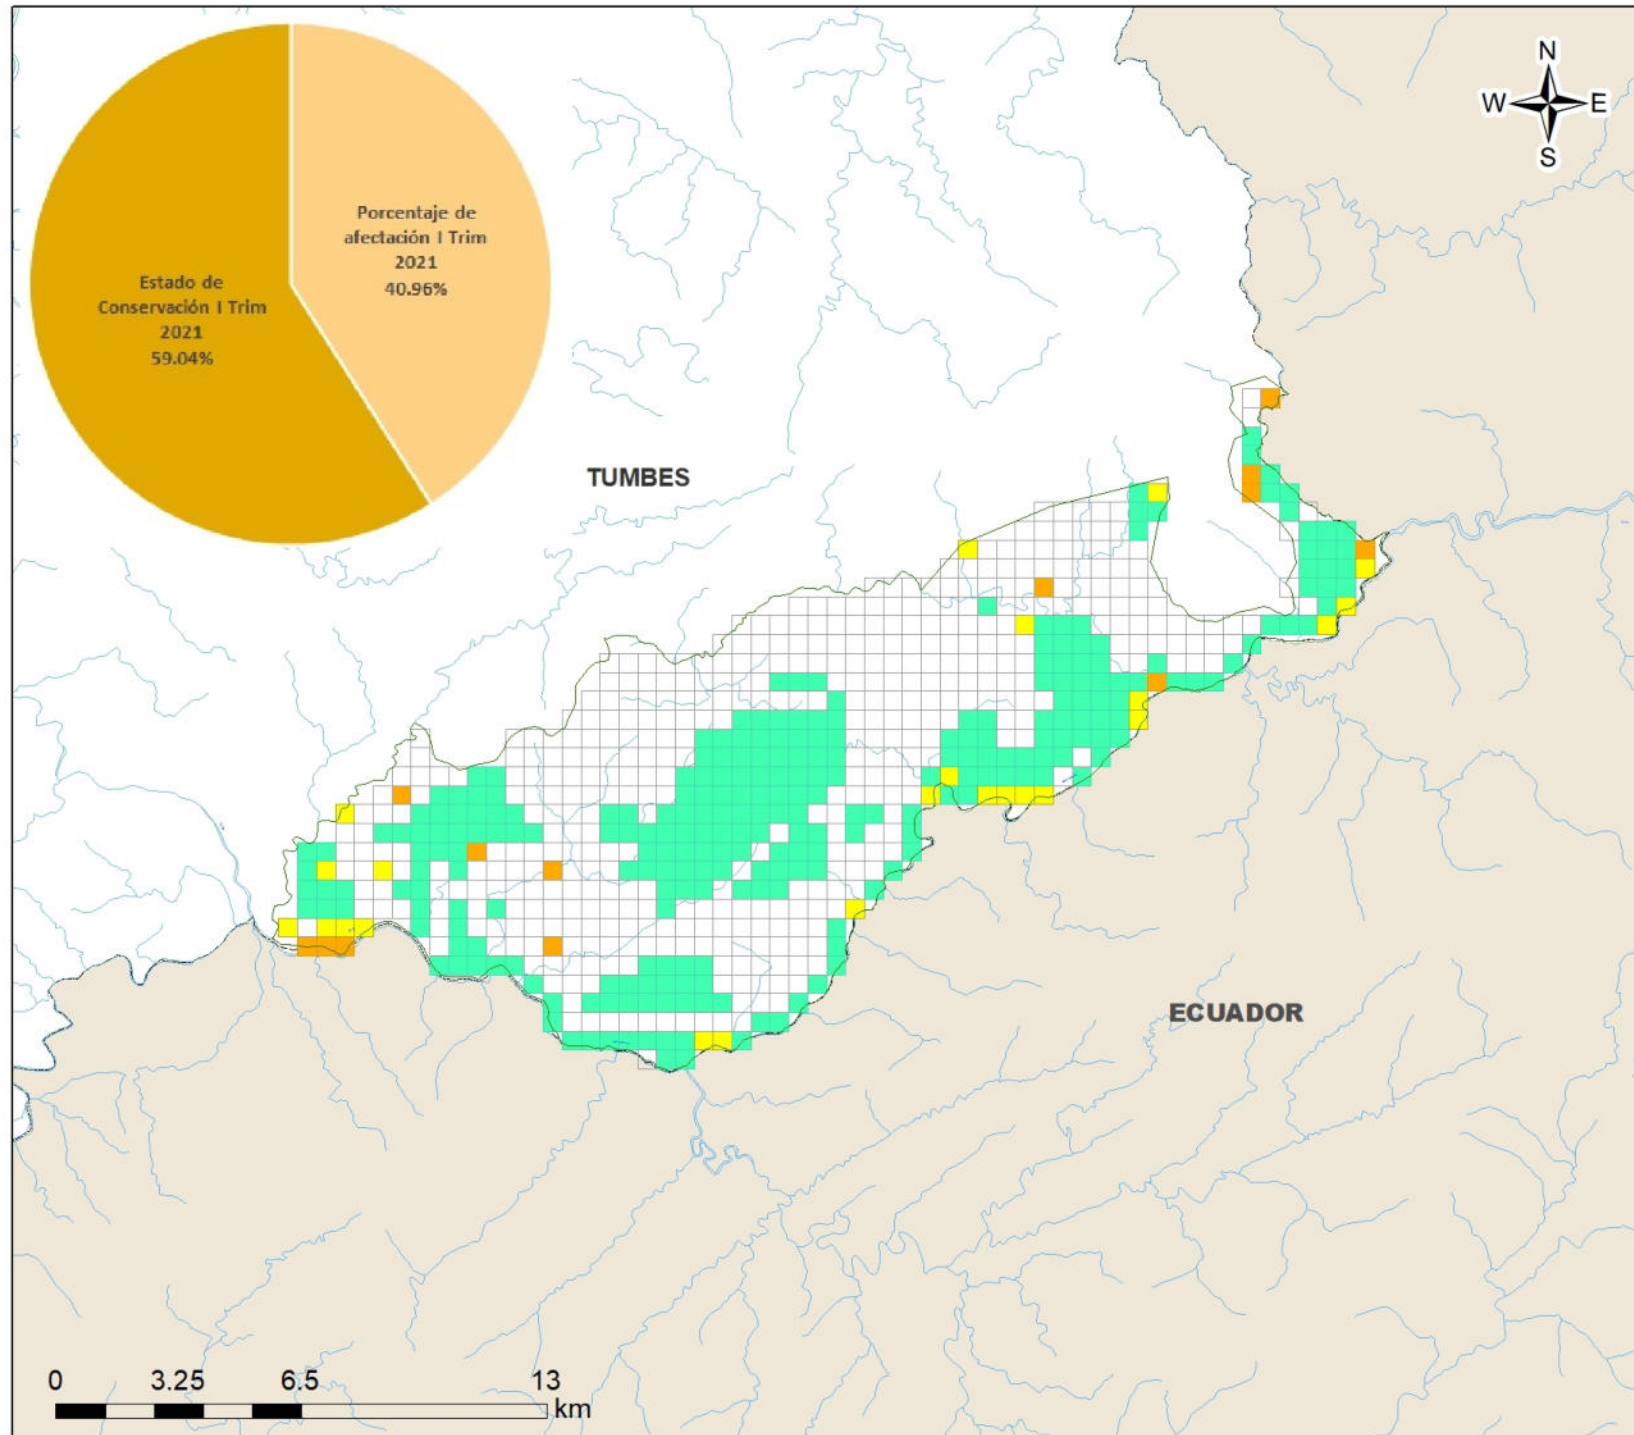 N
W E
S
Porcentaje de
afectación I Trim
2021
40.96%
Estado de
Conservación I Trim
2021
59.04%
TUMBES
ECUADOR
0 3.25 6.5 13
km